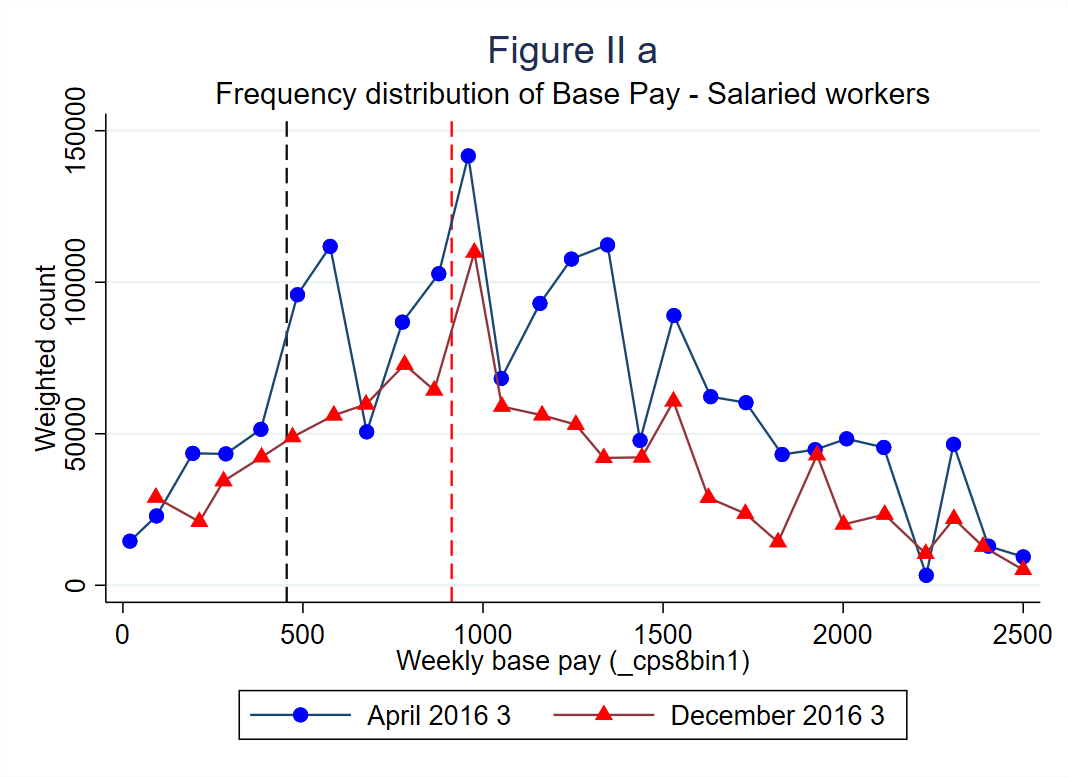 Figure II a
Frequency distribution of Base Pay - Salaried workers
Weighted count
150000
100000
50000
0
0 500 1000 1500 2000 2500
Weekly base pay (_cps8bin1)
April 2016 3 December 2016 3